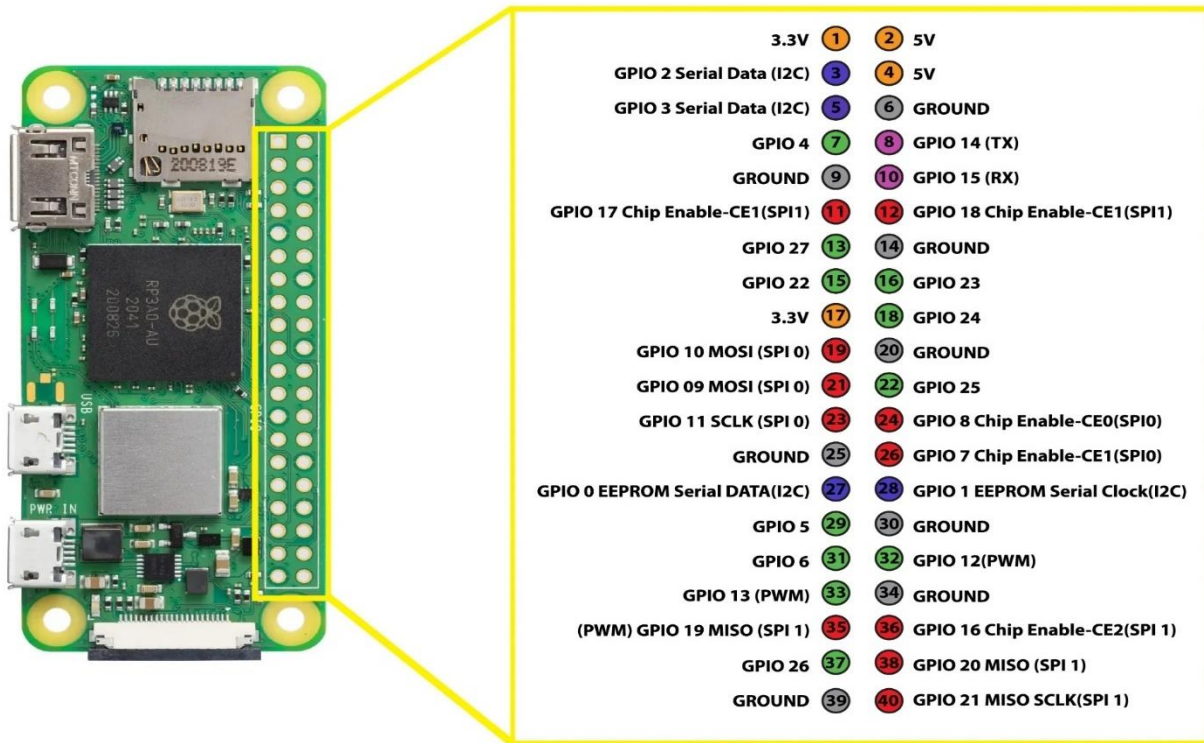 3.3V 1 2 5V
GPIO 2 Serial Data (I2C) 3 4 5V
GPIO 3 Serial Data (I2C) 5 6 GROUND
GPIO 4 7 8 GPIO 14 (TX)
GROUND 9 10 GPIO 15 (RX)
GPIO 17 Chip Enable-CE1(SPI1) 11 12 GPIO 18 Chip Enable-CE1(SPI1)
GPIO 27 13 14 GROUND
GPIO 22 15 16 GPIO 23
3.3V 17 18 GPIO 24
GPIO 10 MOSI (SPI 0) 19 20 GROUND
GPIO 09 MOSI (SPI 0) 21 22 GPIO 25
GPIO 11 SCLK (SPI 0) 23 24 GPIO 8 Chip Enable-CE0(SPI0)
GROUND 25 26 GPIO 7 Chip Enable-CE1(SPI0)
GPIO 0 EEPROM Serial DATA(I2C) 27 28 GPIO 1 EEPROM Serial Clock(I2C)
GPIO 5 29 30 GROUND
GPIO 6 31 32 GPIO 12(PWM)
GPIO 13 (PWM) 33 34 GROUND
(PWM) GPIO 19 MISO (SPI 1) 35 36 GPIO 16 Chip Enable-CE2(SPI 1)
GPIO 26 37 38 GPIO 20 MISO (SPI 1)
GROUND 39 40 GPIO 21 MISO SCLK(SPI 1)
200819E
MTCONN
RP3A0-AU
2041
200826
USB
PWR IN